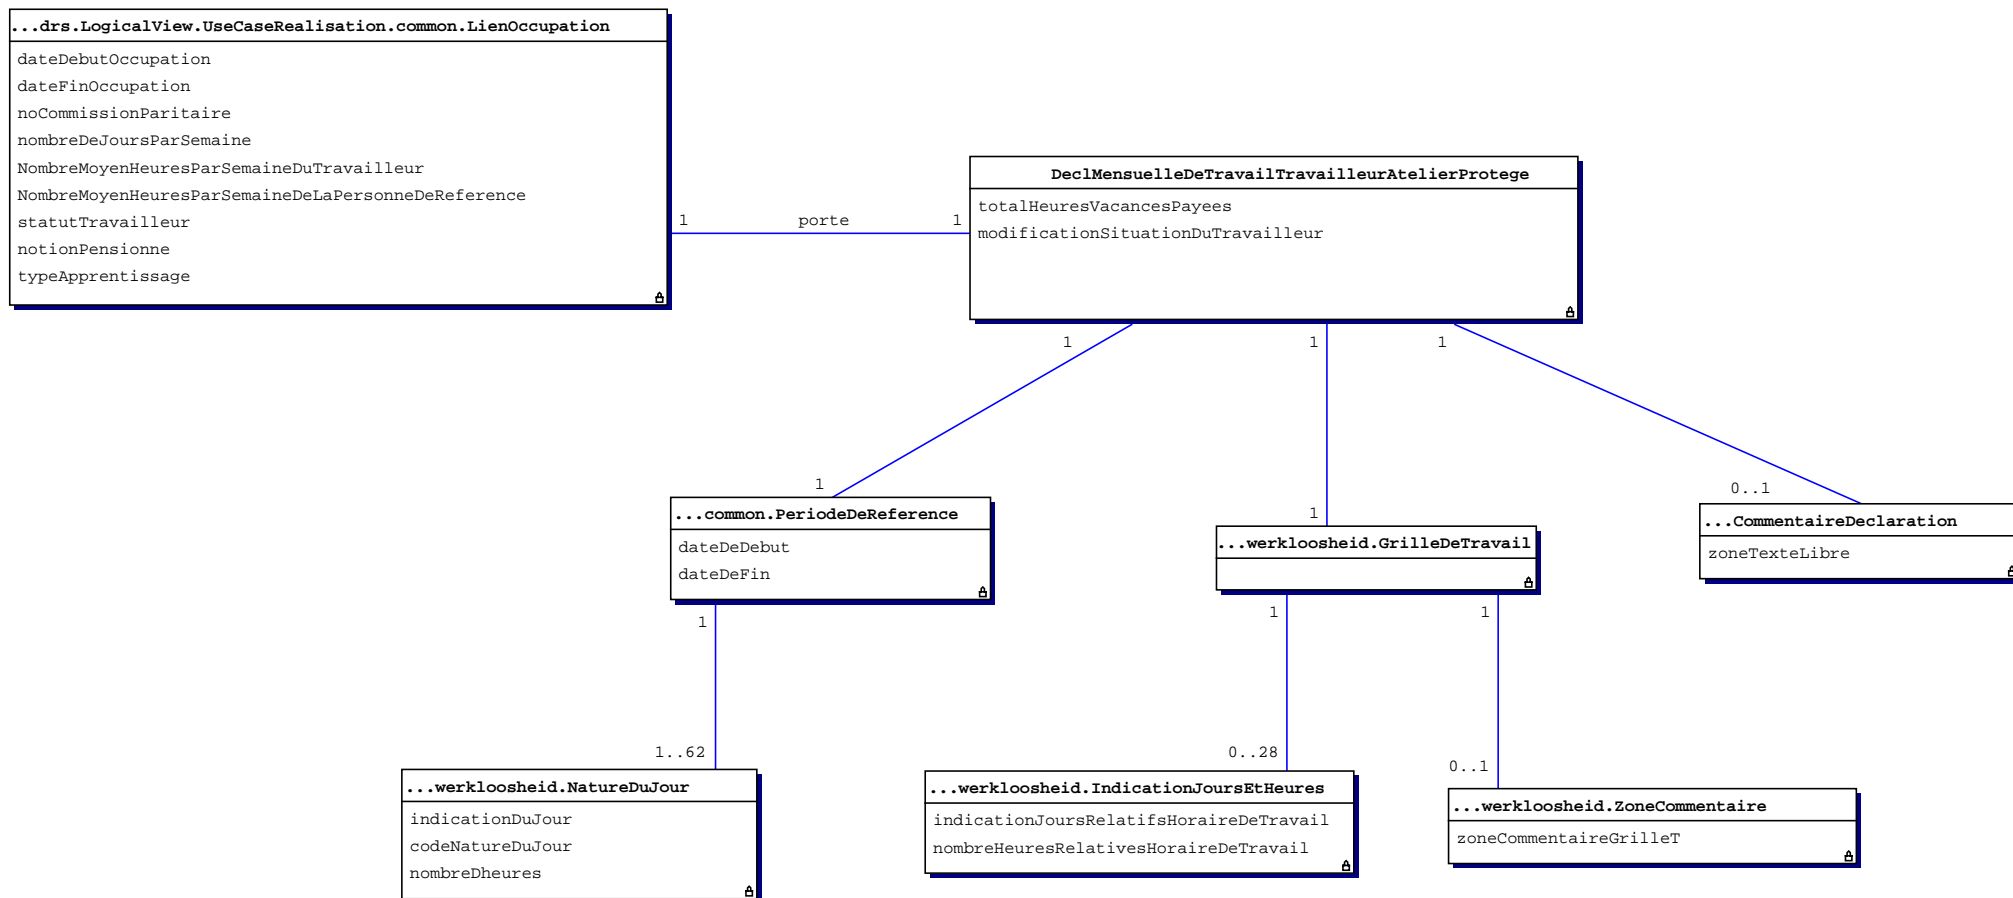 ...drs.LogicalView.UseCaseRealisation.common.LienOccupation
dateDebutOccupation
dateFinOccupation
noCommissionParitaire
nombreDeJoursParSemaine
NombreMoyenHeuresParSemaineDuTravailleur
NombreMoyenHeuresParSemaineDeLaPersonneDeReference
statutTravailleur
notionPensionne
typeApprentissage
1 porte 1
DeclMensuelleDeTravailTravailleurAtelierProtege
totalHeuresVacancesPayees
modificationSituationDuTravailleur
1 1 1
1
1
0..1
...common.PeriodeDeReference
dateDeDebut
dateDeFin
...werkloosheid.GrilleDeTravail
...CommentaireDeclaration
zoneTexteLibre
1 1 1
1..62
0..28
0..1
...werkloosheid.NatureDuJour
indicationDuJour
codeNatureDuJour
nombreDheures
...werkloosheid.IndicationJoursEtHeures
indicationJoursRelatifsHoraireDeTravail
nombreHeuresRelativesHoraireDeTravail
...werkloosheid.ZoneCommentaire
zoneCommentaireGrilleT